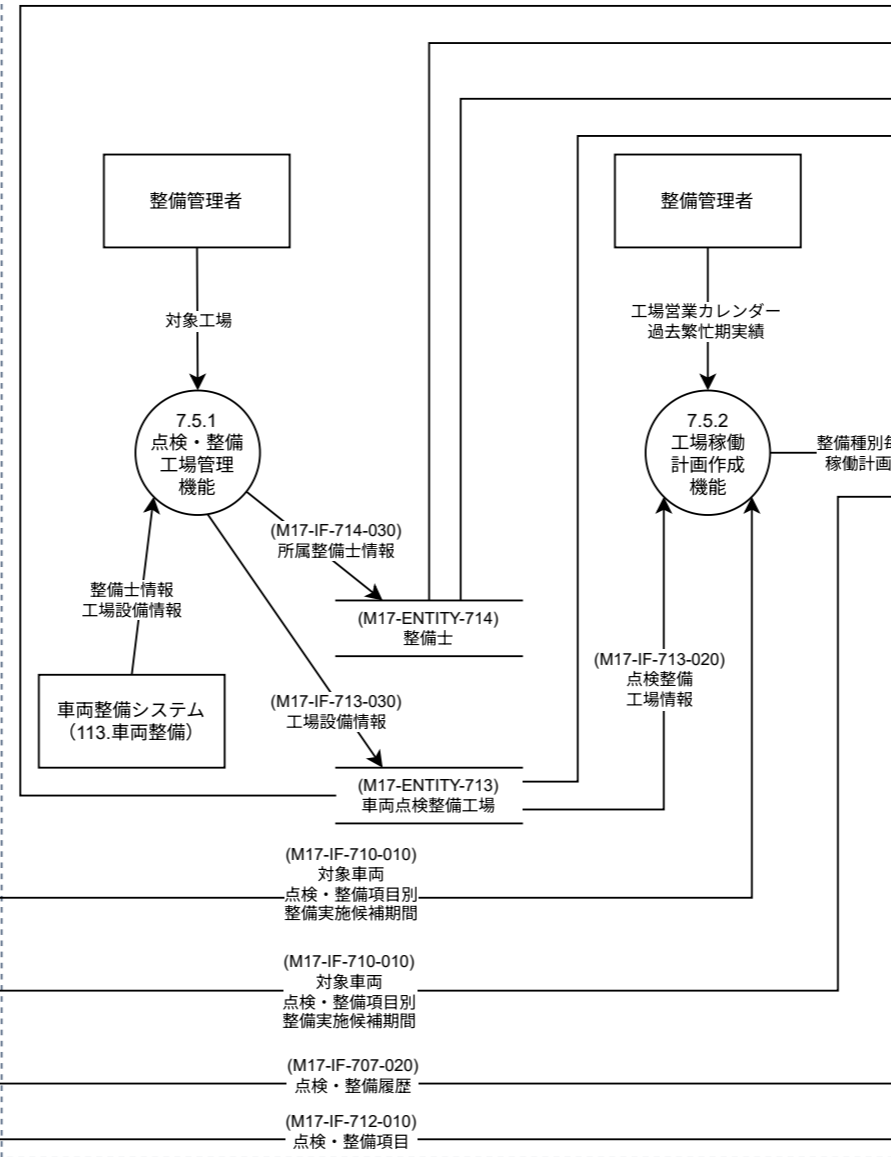 整備管理者
整備管理者
対象工場
工場営業カレンダー
過去繁忙期実績
7.5.1
点検・整備
工場管理
機能
7.5.2
工場稼働
計画作成
機能
整備種別毎
稼働計画
(M17-IF-714-030)
所属整備士情報
整備士情報
工場設備情報
(M17-ENTITY-714)
整備士
(M17-IF-713-020)
点検整備
工場情報
車両整備システム
（113.車両整備）
(M17-IF-713-030)
工場設備情報
(M17-ENTITY-713)
車両点検整備工場
(M17-IF-710-010)
対象車両
点検・整備項目別
整備実施候補期間
(M17-IF-710-010)
対象車両
点検・整備項目別
整備実施候補期間
(M17-IF-707-020)
点検・整備履歴
(M17-IF-712-010)
点検・整備項目